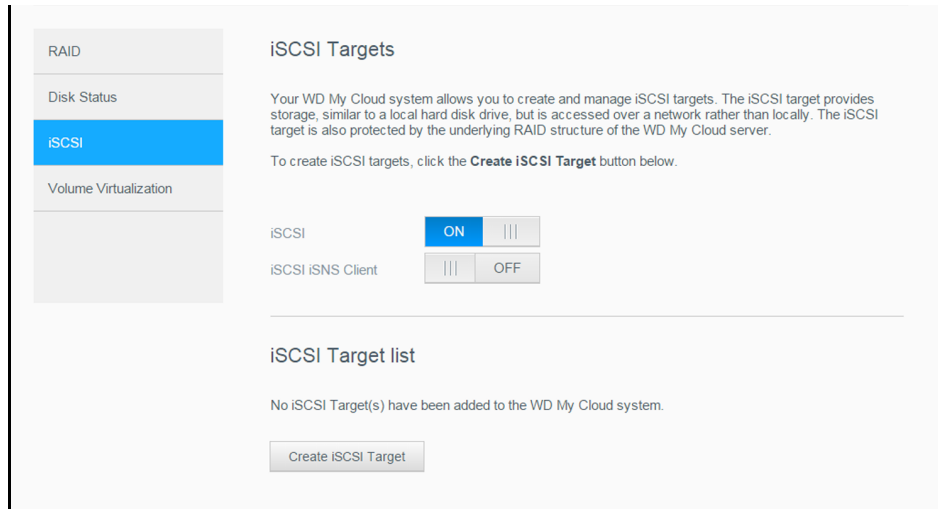 RAID
Disk Status
iSCSI
Volume Virtualization
iSCSI Targets
Your WD My Cloud system allows you to create and manage iSCSI targets. The iSCSI target provides
storage, similar to a local hard disk drive, but is accessed over a network rather than locally. The iSCSI
target is also protected by the underlying RAID structure of the WD My Cloud server.
To create iSCSI targets, click the Create iSCSI Target button below.
iSCSI ON
iSCSI iSNS Client OFF
iSCSI Target list
No iSCSI Target(s) have been added to the WD My Cloud system.
Create iSCSI Target